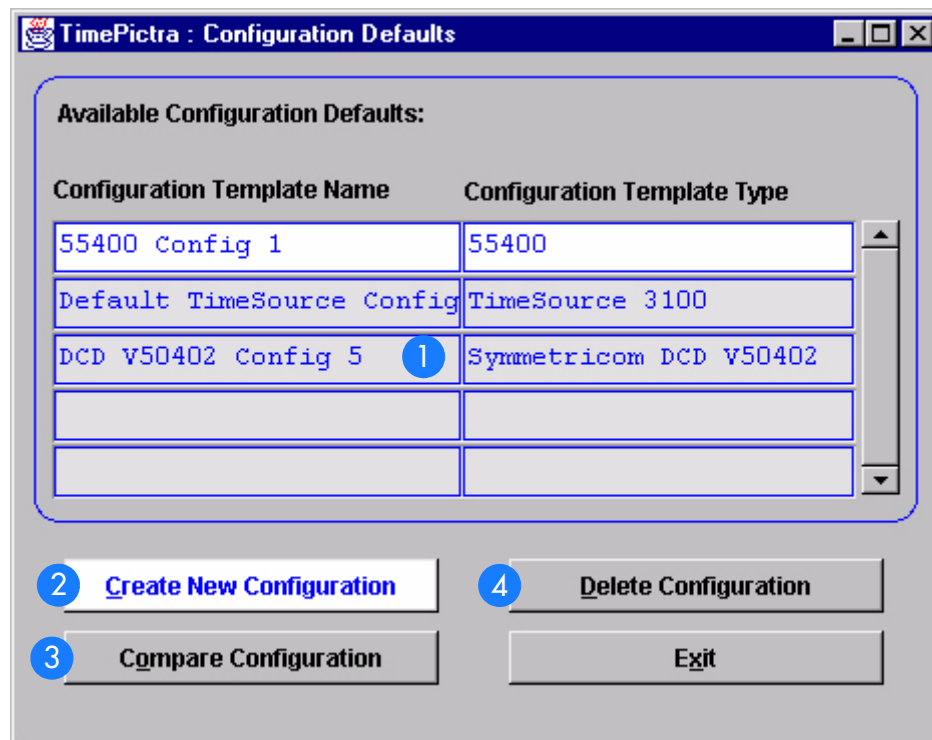 TimePictra : Configuration Defaults
Available Configuration Defaults:
Configuration Template Name Configuration Template Type
55400 Config 1 55400
Default TimeSource Config TimeSource 3100
DCD V50402 Config 5 1 Symmetricom DCD V50402
2 Create New Configuration 4 Delete Configuration
3 Compare Configuration Exit